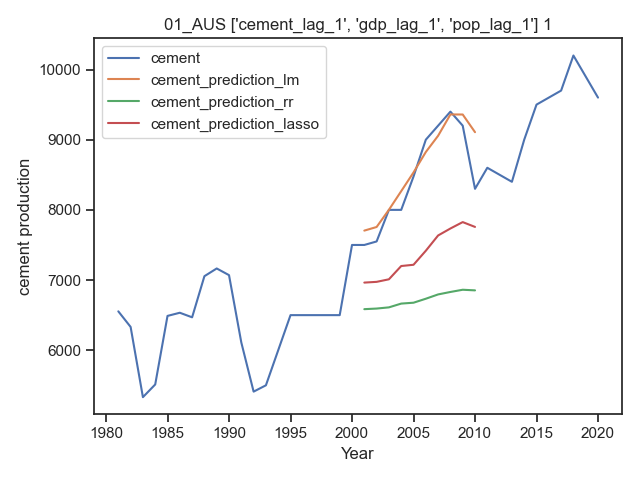 01_AUS ['cement_lag_1', 'gdp_lag_1', 'pop_lag_1'] 1
cement
cement_prediction_lm
cement_prediction_rr
cement_prediction_lasso
cement production
10000
9000
8000
7000
6000
1980 1985 1990 1995 2000 2005 2010 2015 2020
Year